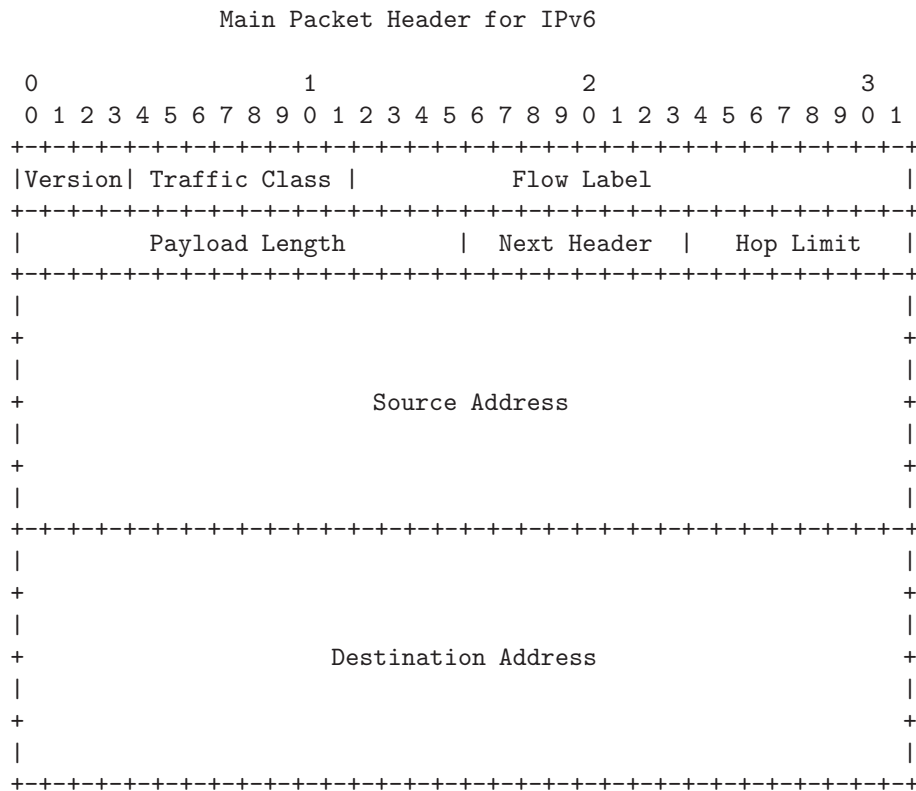 Main Packet Header for IPv6
0                   1                   2                   3
0 1 2 3 4 5 6 7 8 9 0 1 2 3 4 5 6 7 8 9 0 1 2 3 4 5 6 7 8 9 0 1
+-+-+-+-+-+-+-+-+-+-+-+-+-+-+-+-+-+-+-+-+-+-+-+-+-+-+-+-+-+-+-+-+
|Version| Traffic Class |           Flow Label                  |
+-+-+-+-+-+-+-+-+-+-+-+-+-+-+-+-+-+-+-+-+-+-+-+-+-+-+-+-+-+-+-+-+
|         Payload Length        |  Next Header  |   Hop Limit   |
+-+-+-+-+-+-+-+-+-+-+-+-+-+-+-+-+-+-+-+-+-+-+-+-+-+-+-+-+-+-+-+-+
|                                                               |
+                                                               +
|                                                               |
+                         Source Address                        +
|                                                               |
+                                                               +
|                                                               |
+-+-+-+-+-+-+-+-+-+-+-+-+-+-+-+-+-+-+-+-+-+-+-+-+-+-+-+-+-+-+-+-+
|                                                               |
+                                                               +
|                                                               |
+                      Destination Address                      +
|                                                               |
+                                                               +
|                                                               |
+-+-+-+-+-+-+-+-+-+-+-+-+-+-+-+-+-+-+-+-+-+-+-+-+-+-+-+-+-+-+-+-+